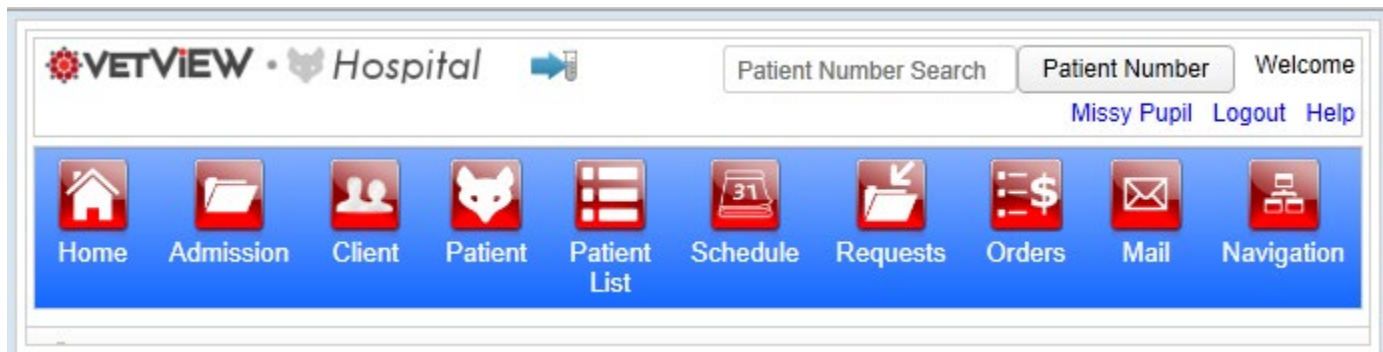 VETViEW · Hospital
Patient Number Search Patient Number Welcome
Missy Pupil Logout Help
31
$
Home Admission Client Patient Patient List Schedule Requests Orders Mail Navigation